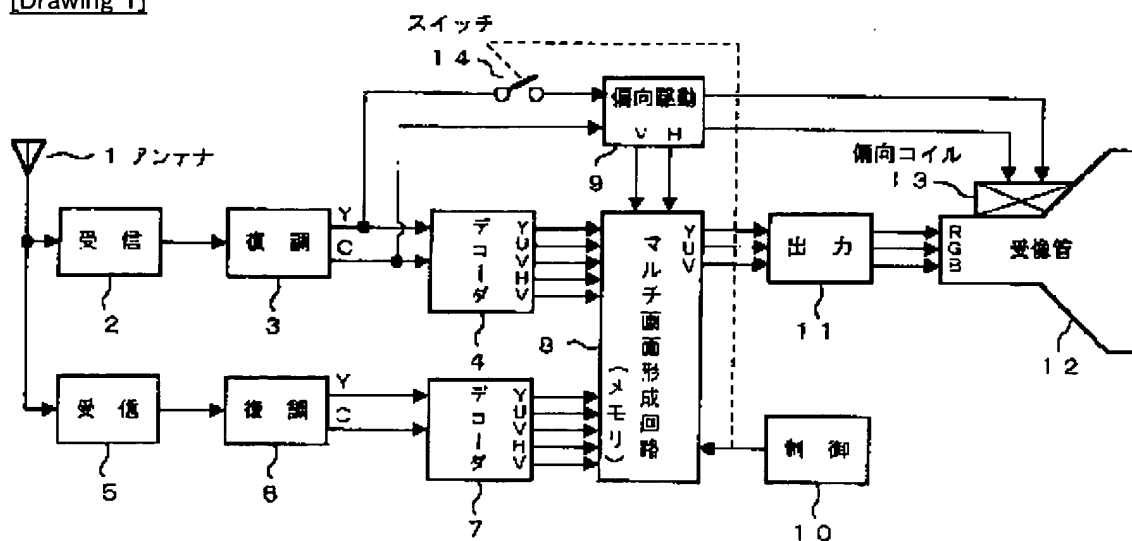 [Drawing 1]
スイッチ
14
偏向駆動
V H
9
1 アンテナ
偏向コイル
13
受信
2
復調
Y
C
3
デコーダ
Y
U
V
H
V
4
マルチ画面形成回路
(メモリ)
8
Y
U
V
出力
11
R
G
B
受像管
12
受信
5
復調
Y
C
6
デコーダ
Y
U
V
H
V
7
制御
10